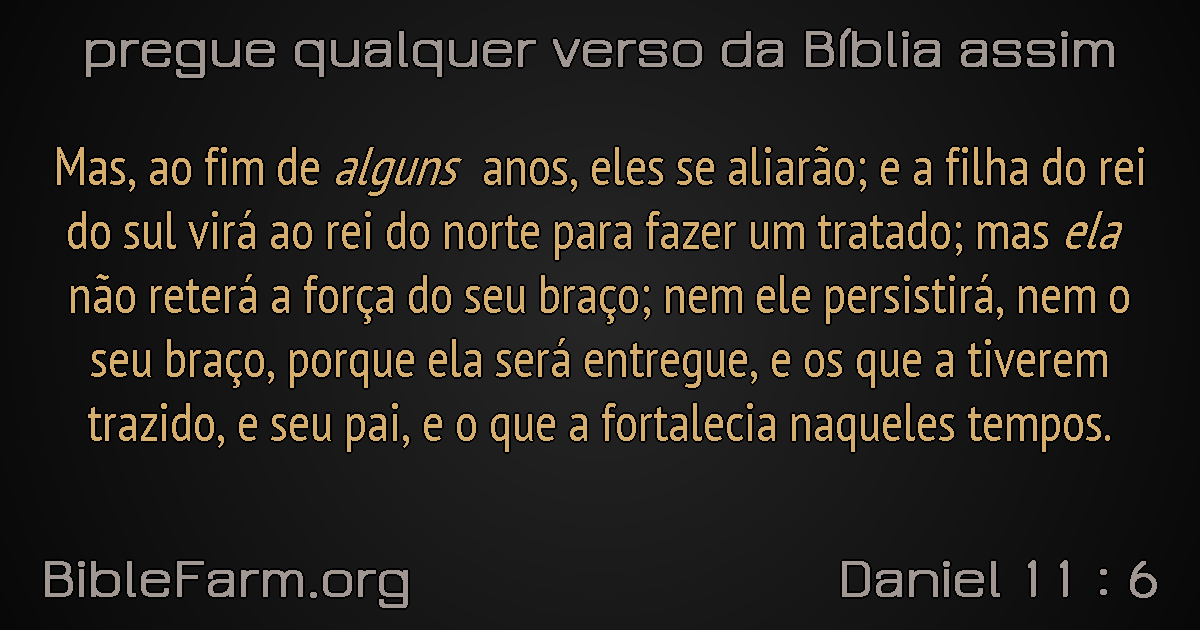 pregue qualquer verso da Bíblia assim
Mas, ao fim de alguns anos, eles se aliarão; e a filha do rei
do sul virá ao rei do norte para fazer um tratado; mas ela
não reterá a força do seu braço; nem ele persistirá, nem o
seu braço, porque ela será entregue, e os que a tiverem
trazido, e seu pai, e o que a fortalecia naqueles tempos.
BibleFarm.org
Daniel 11 : 6